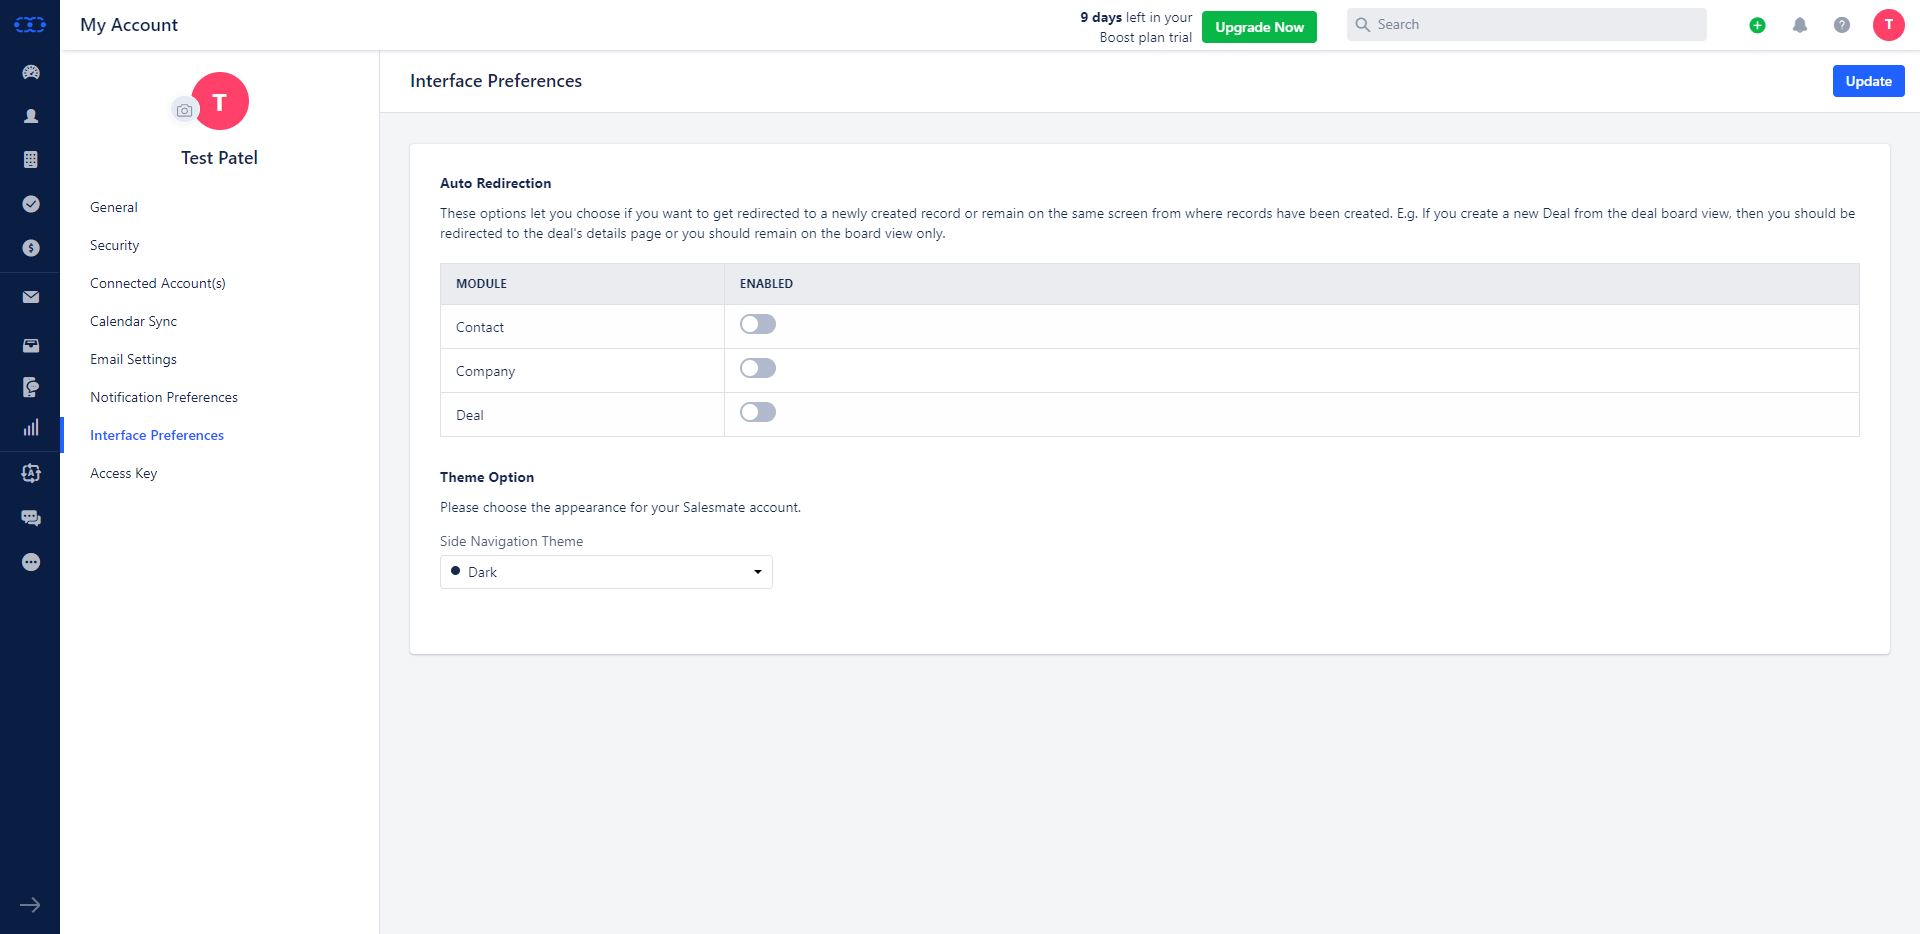 My Account
9 days left in your
Boost plan trial
Upgrade Now
Search
T
T
Test Patel
General
Security
Connected Account(s)
Calendar Sync
Email Settings
Notification Preferences
Interface Preferences
Access Key
Interface Preferences
Update
Auto Redirection
These options let you choose if you want to get redirected to a newly created record or remain on the same screen from where records have been created. E.g. If you create a new Deal from the deal board view, then you should be
redirected to the deal's details page or you should remain on the board view only.
MODULE ENABLED
Contact
Company
Deal
Theme Option
Please choose the appearance for your Salesmate account.
Side Navigation Theme
Dark